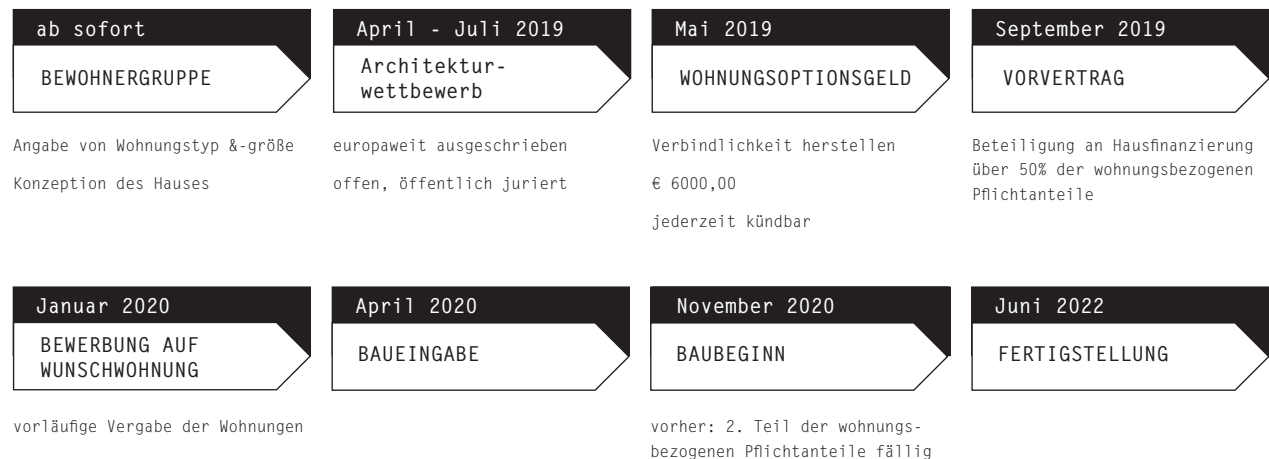 ab sofort
BEWOHNERGRUPPE
Angabe von Wohnungstyp &-größe
Konzeption des Hauses
April - Juli 2019
Architektur-
wettbewerb
europaweit ausgeschrieben
offen, öffentlich juriert
Mai 2019
WOHNUNGSOPTIONSGELD
Verbindlichkeit herstellen
€ 6000,00
jederzeit kündbar
September 2019
VORVERTRAG
Beteiligung an Hausfinanzierung
über 50% der wohnungsbezogenen
Pflichtanteile
Januar 2020
BEWERBUNG AUF
WUNSCHWOHNUNG
vorläufige Vergabe der Wohnungen
April 2020
BAUEINGABE
November 2020
BAUBEGINN
vorher: 2. Teil der wohnungs-
bezogenen Pflichtanteile fällig
Juni 2022
FERTIGSTELLUNG